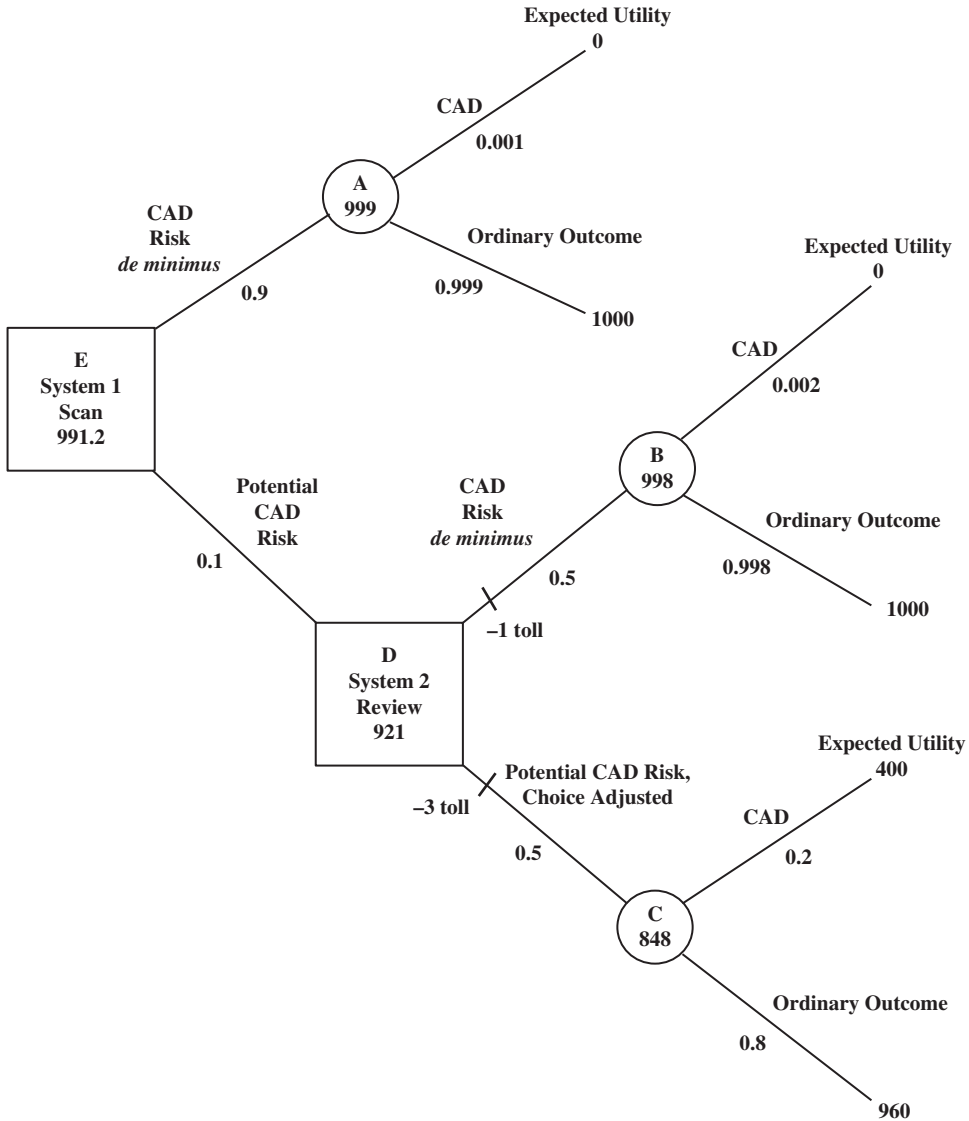 Expected Utility
0
CAD
0.001
A
999
CAD
Risk
de minimus
0.9
Ordinary Outcome
0.999
1000
E
System 1
Scan
991.2
Potential
CAD
Risk
0.1
Expected Utility
0
CAD
0.002
B
998
CAD
Risk
de minimus
0.5
–1 toll
Ordinary Outcome
0.998
1000
D
System 2
Review
921
–3 toll
Potential CAD Risk,
Choice Adjusted
0.5
Expected Utility
400
CAD
0.2
C
848
Ordinary Outcome
0.8
960